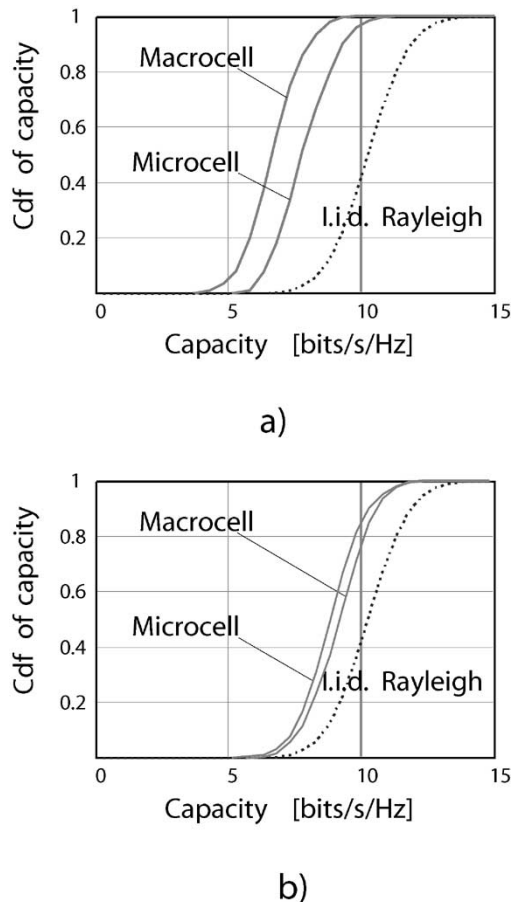 Cdf of capacity
1
0.8
0.6
0.4
0.2
Macrocell
Microcell
I.i.d. Rayleigh
0 5 10 15
Capacity [bits/s/Hz]
a)
Cdf of capacity
1
0.8
0.6
0.4
0.2
Macrocell
Microcell
I.i.d. Rayleigh
0 5 10 15
Capacity [bits/s/Hz]
b)